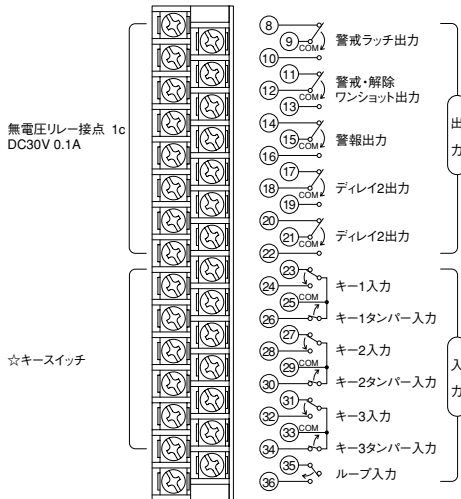 無電圧リレー接点 1c
DC30V 0.1A
☆キースイッチ
8
9 COM 警戒ラッチ出力
10
11
12 COM 警戒・解除
ワンショット出力
13
14
15 COM 警報出力
16
17
18 COM ディレイ2出力
19
20
21 COM ディレイ2出力
22
出力
23
24 キー1入力
25 COM
26 キー1タンパー入力
27
28 キー2入力
29 COM
30 キー2タンパー入力
31
32 キー3入力
33 COM
34 キー3タンパー入力
35 ループ入力
36
入力